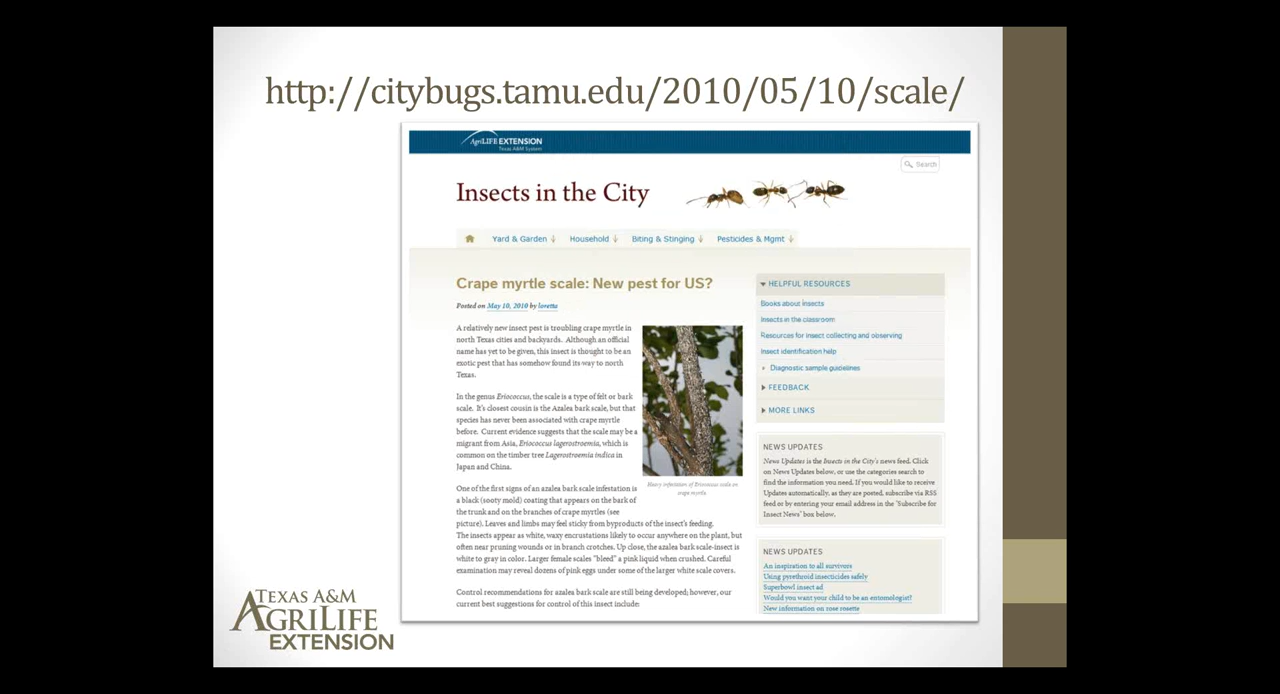 http://citybugs.tamu.edu/2010/05/10/scale/
AgriLIFE EXTENSION
Texas A&M System
Search
Insects in the City
Yard & Garden
Household
Biting & Stinging
Pesticides & Mgmt
Crape myrtle scale: New pest for US?
Posted on May 10, 2010 by loretta
A relatively new insect pest is troubling crape myrtle in
north Texas cities and backyards. Although an official
name has yet to be given, this insect is thought to be an
exotic pest that has somehow found its way to north
Texas.
In the genus Eriococcus, the scale is a type of felt or bark
scale. It's closest cousin is the Azalea bark scale, but that
species has never been associated with crape myrtle
before. Current evidence suggests that the scale may be a
migrant from Asia, Eriococcus lagerostroemia, which is
common on the timber tree Lagerostroemia indica in
Japan and China.
Heavy infestation of Eriococcus scale on
crape myrtle
One of the first signs of an azalea bark scale infestation is
a black (sooty mold) coating that appears on the bark of
the trunk and on the branches of crape myrtles (see
picture). Leaves and limbs may feel sticky from byproducts of the insect's feeding.
The insects appear as white, waxy encrustations likely to occur anywhere on the plant, but
often near pruning wounds or in branch crotches. Up close, the azalea bark scale-insect is
white to gray in color. Larger female scales "bleed" a pink liquid when crushed. Careful
examination may reveal dozens of pink eggs under some of the larger white scale covers.
Control recommendations for azalea bark scale are still being developed; however, our
current best suggestions for control of this insect include:
HELPFUL RESOURCES
Books about insects
Insects in the classroom
Resources for insect collecting and observing
Insect identification help
Diagnostic sample guidelines
FEEDBACK
MORE LINKS
NEWS UPDATES
News Updates is the Insects in the City's news feed. Click
on News Updates below, or use the categories search to
find the information you need. If you would like to receive
Updates automatically, as they are posted, subscribe via RSS
feed or by entering your email address in the 'Subscribe for
Insect News' box below.
NEWS UPDATES
An inspiration to all survivors
Using pyrethroid insecticides safely
Superbowl insect ad
Would you want your child to be an entomologist?
New information on rose rosette
TEXAS A&M
AGRILIFE
EXTENSION